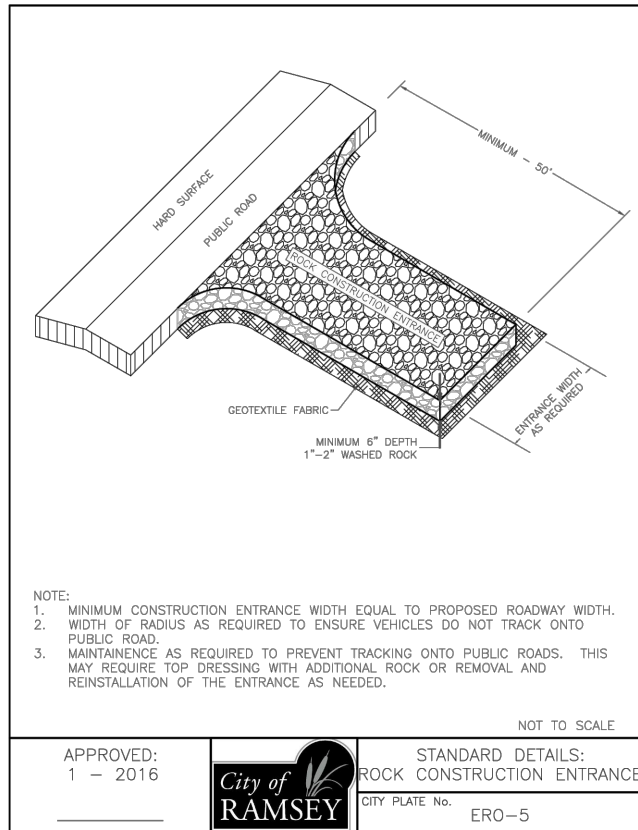 HARD SURFACE
PUBLIC ROAD
MINIMUM - 50'
ROCK CONSTRUCTION ENTRANCE
ENTRANCE WIDTH
AS REQUIRED
GEOTEXTILE FABRIC
MINIMUM 6" DEPTH
1"-2" WASHED ROCK
NOTE:
1. MINIMUM CONSTRUCTION ENTRANCE WIDTH EQUAL TO PROPOSED ROADWAY WIDTH.
2. WIDTH OF RADIUS AS REQUIRED TO ENSURE VEHICLES DO NOT TRACK ONTO
PUBLIC ROAD.
3. MAINTAINENCE AS REQUIRED TO PREVENT TRACKING ONTO PUBLIC ROADS. THIS
MAY REQUIRE TOP DRESSING WITH ADDITIONAL ROCK OR REMOVAL AND
REINSTALLATION OF THE ENTRANCE AS NEEDED.
NOT TO SCALE
APPROVED:
1 - 2016
City of
RAMSEY
STANDARD DETAILS:
ROCK CONSTRUCTION ENTRANCE
CITY PLATE No.
ERO-5